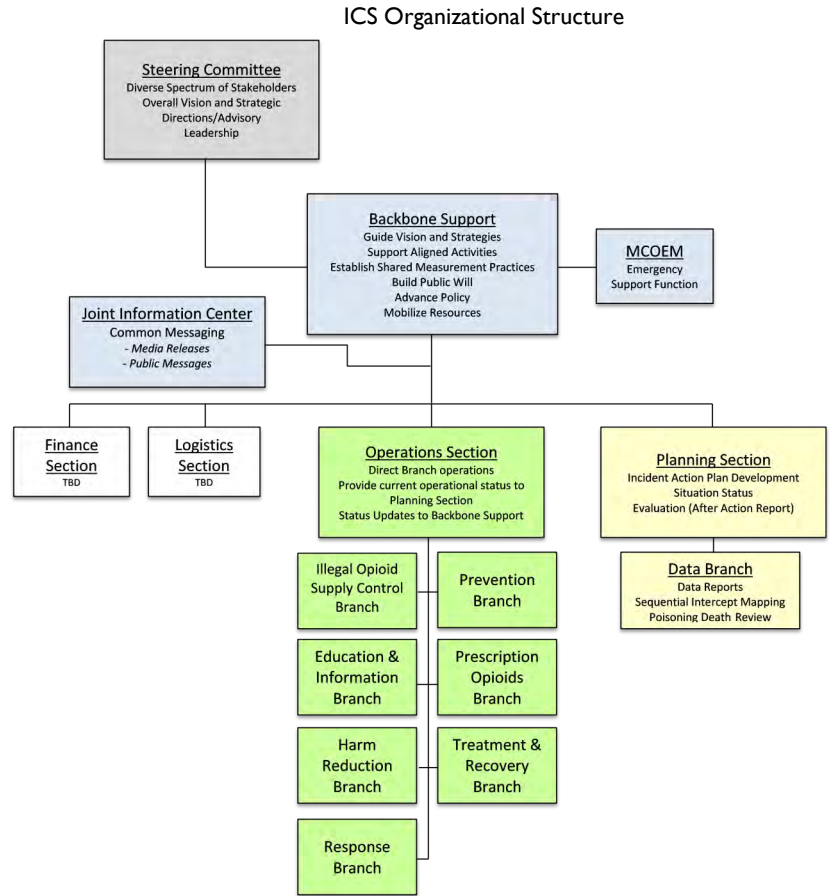 ICS Organizational Structure
Steering Committee
Diverse Spectrum of Stakeholders
Overall Vision and Strategic
Directions/Advisory
Leadership
Backbone Support
Guide Vision and Strategies
Support Aligned Activities
Establish Shared Measurement Practices
Build Public Will
Advance Policy
Mobilize Resources
MCOEM
Emergency
Support Function
Joint Information Center
Common Messaging
- Media Releases
- Public Messages
Finance
Section
TBD
Logistics
Section
TBD
Operations Section
Direct Branch operations
Provide current operational status to
Planning Section
Status Updates to Backbone Support
Planning Section
Incident Action Plan Development
Situation Status
Evaluation (After Action Report)
Data Branch
Data Reports
Sequential Intercept Mapping
Poisoning Death Review
Illegal Opioid
Supply Control
Branch
Prevention
Branch
Education &
Information
Branch
Prescription
Opioids
Branch
Harm
Reduction
Branch
Treatment &
Recovery
Branch
Response
Branch